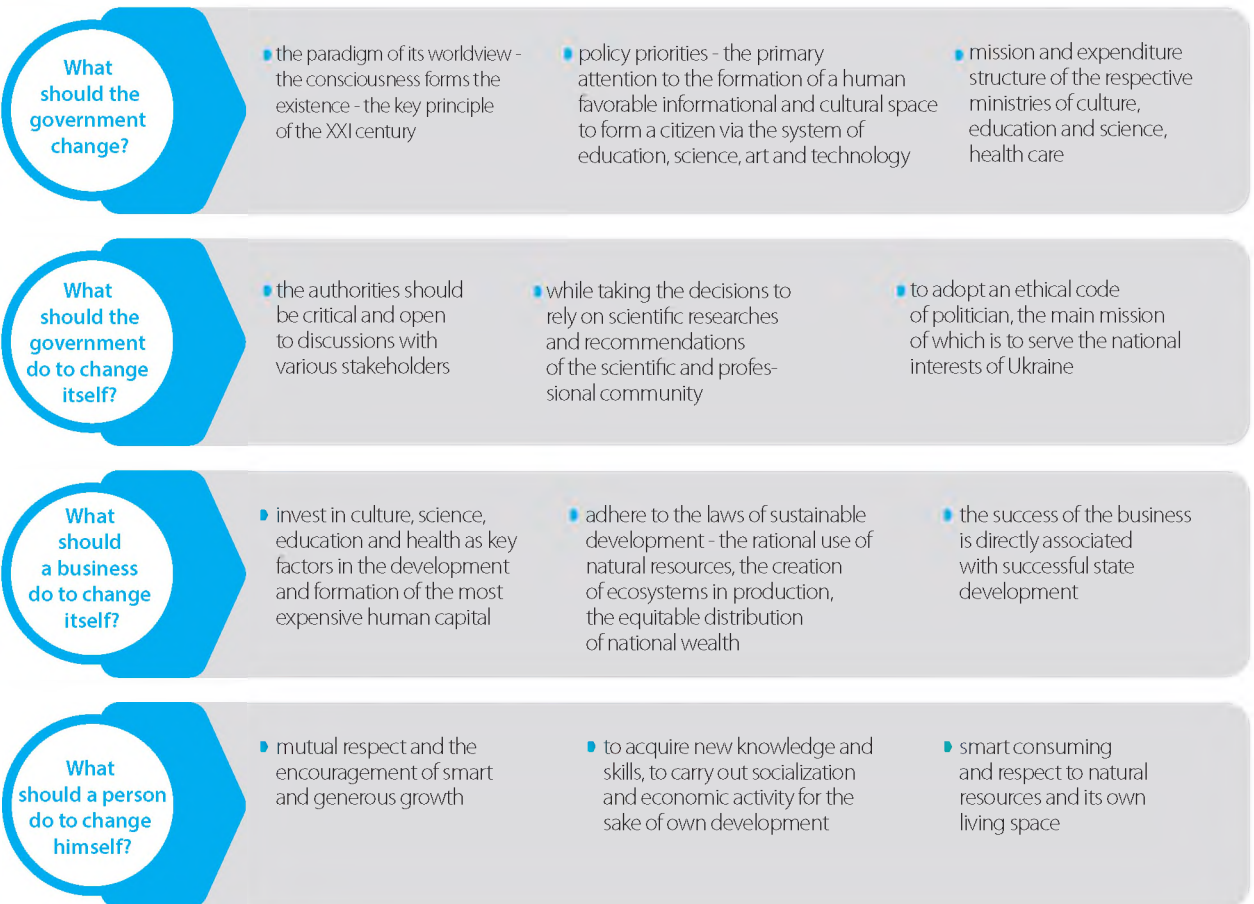 What
should the
government
change?
the paradigm of its worldview -
the consciousness forms the
existence - the key principle
of the XXI century
policy priorities - the primary
attention to the formation of a human
favorable informational and cultural space
to form a citizen via the system of
education, science, art and technology
mission and expenditure
structure of the respective
ministries of culture,
education and science,
health care
What
should the
government
do to change
itself?
the authorities should
be critical and open
to discussions with
various stakeholders
while taking the decisions to
rely on scientific researches
and recommendations
of the scientific and profes-
sional community
to adopt an ethical code
of politician, the main mission
of which is to serve the national
interests of Ukraine
What
should
a business
do to change
itself?
invest in culture, science,
education and health as key
factors in the development
and formation of the most
expensive human capital
adhere to the laws of sustainable
development - the rational use of
natural resources, the creation
of ecosystems in production,
the equitable distribution
of national wealth
the success of the business
is directly associated
with successful state
development
What
should a person
do to change
himself?
mutual respect and the
encouragement of smart
and generous growth
to acquire new knowledge and
skills, to carry out socialization
and economic activity for the
sake of own development
smart consuming
and respect to natural
resources and its own
living space